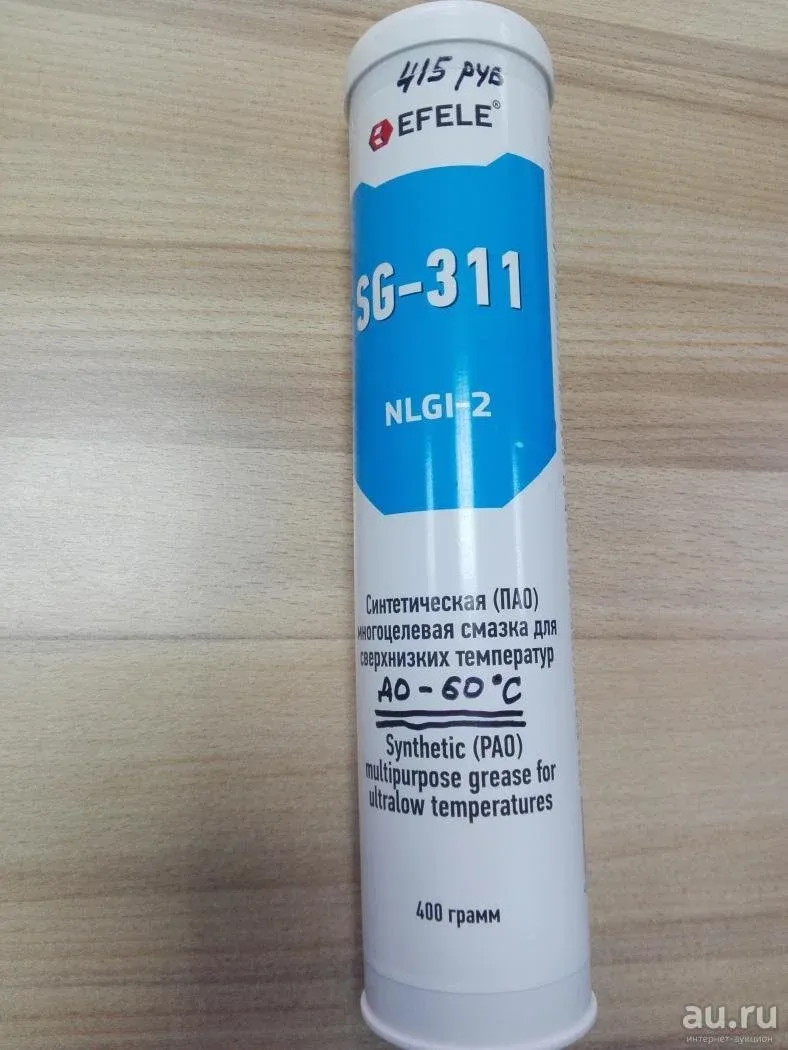 415 руб
EFELE®
SG-311
NLGI-2
Синтетическая (ПАО)
многоцелевая смазка для
сверхнизких температур
до -60°C
Synthetic (PAO)
multipurpose grease for
ultralow temperatures
400 грамм
au.ru
интернет-аукцион